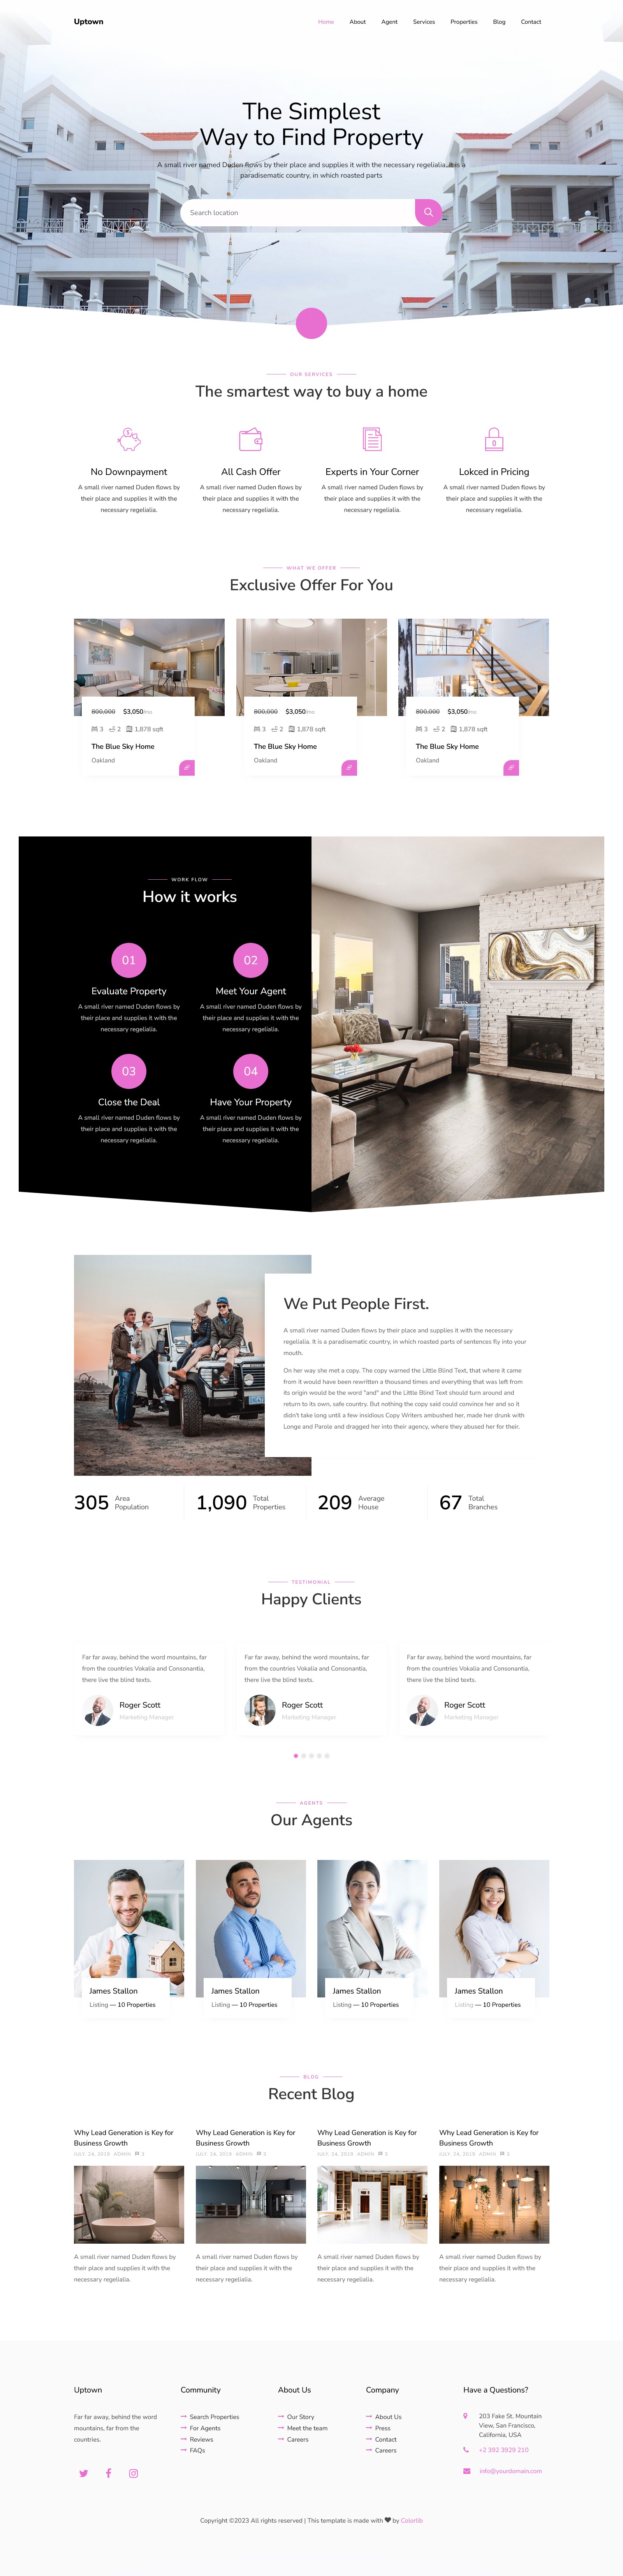 Uptown
Home About Agent Services Properties Blog Contact
The Simplest
Way to Find Property
A small river named Duden flows by their place and supplies it with the necessary regelialia. It is a
paradisematic country, in which roasted parts
Search location
OUR SERVICES
The smartest way to buy a home
No Downpayment
A small river named Duden flows by
their place and supplies it with the
necessary regelialia.
All Cash Offer
A small river named Duden flows by
their place and supplies it with the
necessary regelialia.
Experts in Your Corner
A small river named Duden flows by
their place and supplies it with the
necessary regelialia.
Lokced in Pricing
A small river named Duden flows by
their place and supplies it with the
necessary regelialia.
WHAT WE OFFER
Exclusive Offer For You
800,000 $3,050/mo
3 2 1,878 sqft
The Blue Sky Home
Oakland
800,000 $3,050/mo
3 2 1,878 sqft
The Blue Sky Home
Oakland
800,000 $3,050/mo
3 2 1,878 sqft
The Blue Sky Home
Oakland
WORK FLOW
How it works
01
Evaluate Property
A small river named Duden flows by
their place and supplies it with the
necessary regelialia.
02
Meet Your Agent
A small river named Duden flows by
their place and supplies it with the
necessary regelialia.
03
Close the Deal
A small river named Duden flows by
their place and supplies it with the
necessary regelialia.
04
Have Your Property
A small river named Duden flows by
their place and supplies it with the
necessary regelialia.
We Put People First.
A small river named Duden flows by their place and supplies it with the necessary
regelialia. It is a paradisematic country, in which roasted parts of sentences fly into your
mouth.
On her way she met a copy. The copy warned the Little Blind Text, that where it came
from it would have been rewritten a thousand times and everything that was left from
its origin would be the word "and" and the Little Blind Text should turn around and
return to its own, safe country. But nothing the copy said could convince her and so it
didn't take long until a few insidious Copy Writers ambushed her, made her drunk with
Longe and Parole and dragged her into their agency, where they abused her for their.
305 Area
Population
1,090 Total
Properties
209 Average
House
67 Total
Branches
TESTIMONIAL
Happy Clients
Far far away, behind the word mountains, far
from the countries Vokalia and Consonantia,
there live the blind texts.
Roger Scott
Marketing Manager
Far far away, behind the word mountains, far
from the countries Vokalia and Consonantia,
there live the blind texts.
Roger Scott
Marketing Manager
Far far away, behind the word mountains, far
from the countries Vokalia and Consonantia,
there live the blind texts.
Roger Scott
Marketing Manager
AGENTS
Our Agents
James Stallon
Listing — 10 Properties
James Stallon
Listing — 10 Properties
James Stallon
Listing — 10 Properties
James Stallon
Listing — 10 Properties
BLOG
Recent Blog
Why Lead Generation is Key for
Business Growth
JULY. 24, 2019 ADMIN 3
A small river named Duden flows by
their place and supplies it with the
necessary regelialia.
Why Lead Generation is Key for
Business Growth
JULY. 24, 2019 ADMIN 3
A small river named Duden flows by
their place and supplies it with the
necessary regelialia.
Why Lead Generation is Key for
Business Growth
JULY. 24, 2019 ADMIN 3
A small river named Duden flows by
their place and supplies it with the
necessary regelialia.
Why Lead Generation is Key for
Business Growth
JULY. 24, 2019 ADMIN 3
A small river named Duden flows by
their place and supplies it with the
necessary regelialia.
Uptown
Far far away, behind the word
mountains, far from the
countries.
Community
Search Properties
For Agents
Reviews
FAQs
About Us
Our Story
Meet the team
Careers
Company
About Us
Press
Contact
Careers
Have a Questions?
203 Fake St. Mountain
View, San Francisco,
California, USA
+2 392 3929 210
info@yourdomain.com
Copyright ©2023 All rights reserved | This template is made with ♥ by Colorlib